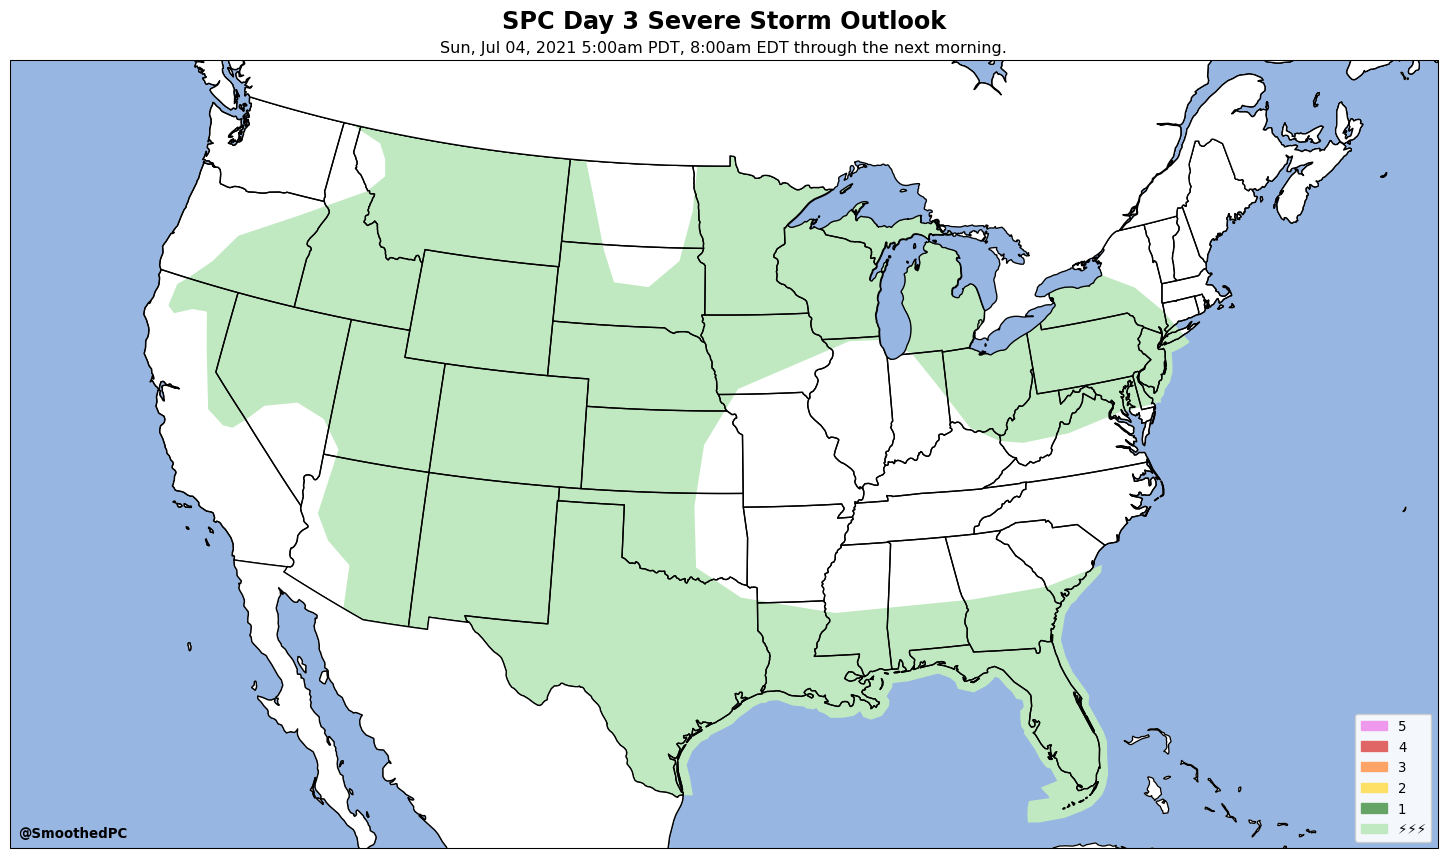 SPC Day 3 Severe Storm Outlook
Sun, Jul 04, 2021 5:00am PDT, 8:00am EDT through the next morning.
5
4
3
2
1
⚡⚡⚡
@SmoothedPC